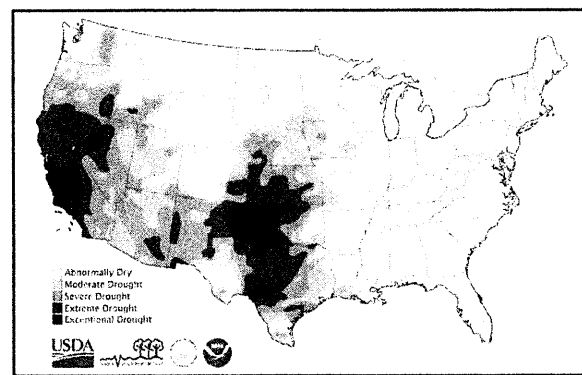 Abnormally Dry
Moderate Drought
Severe Drought
Extreme Drought
Exceptional Drought
USDA